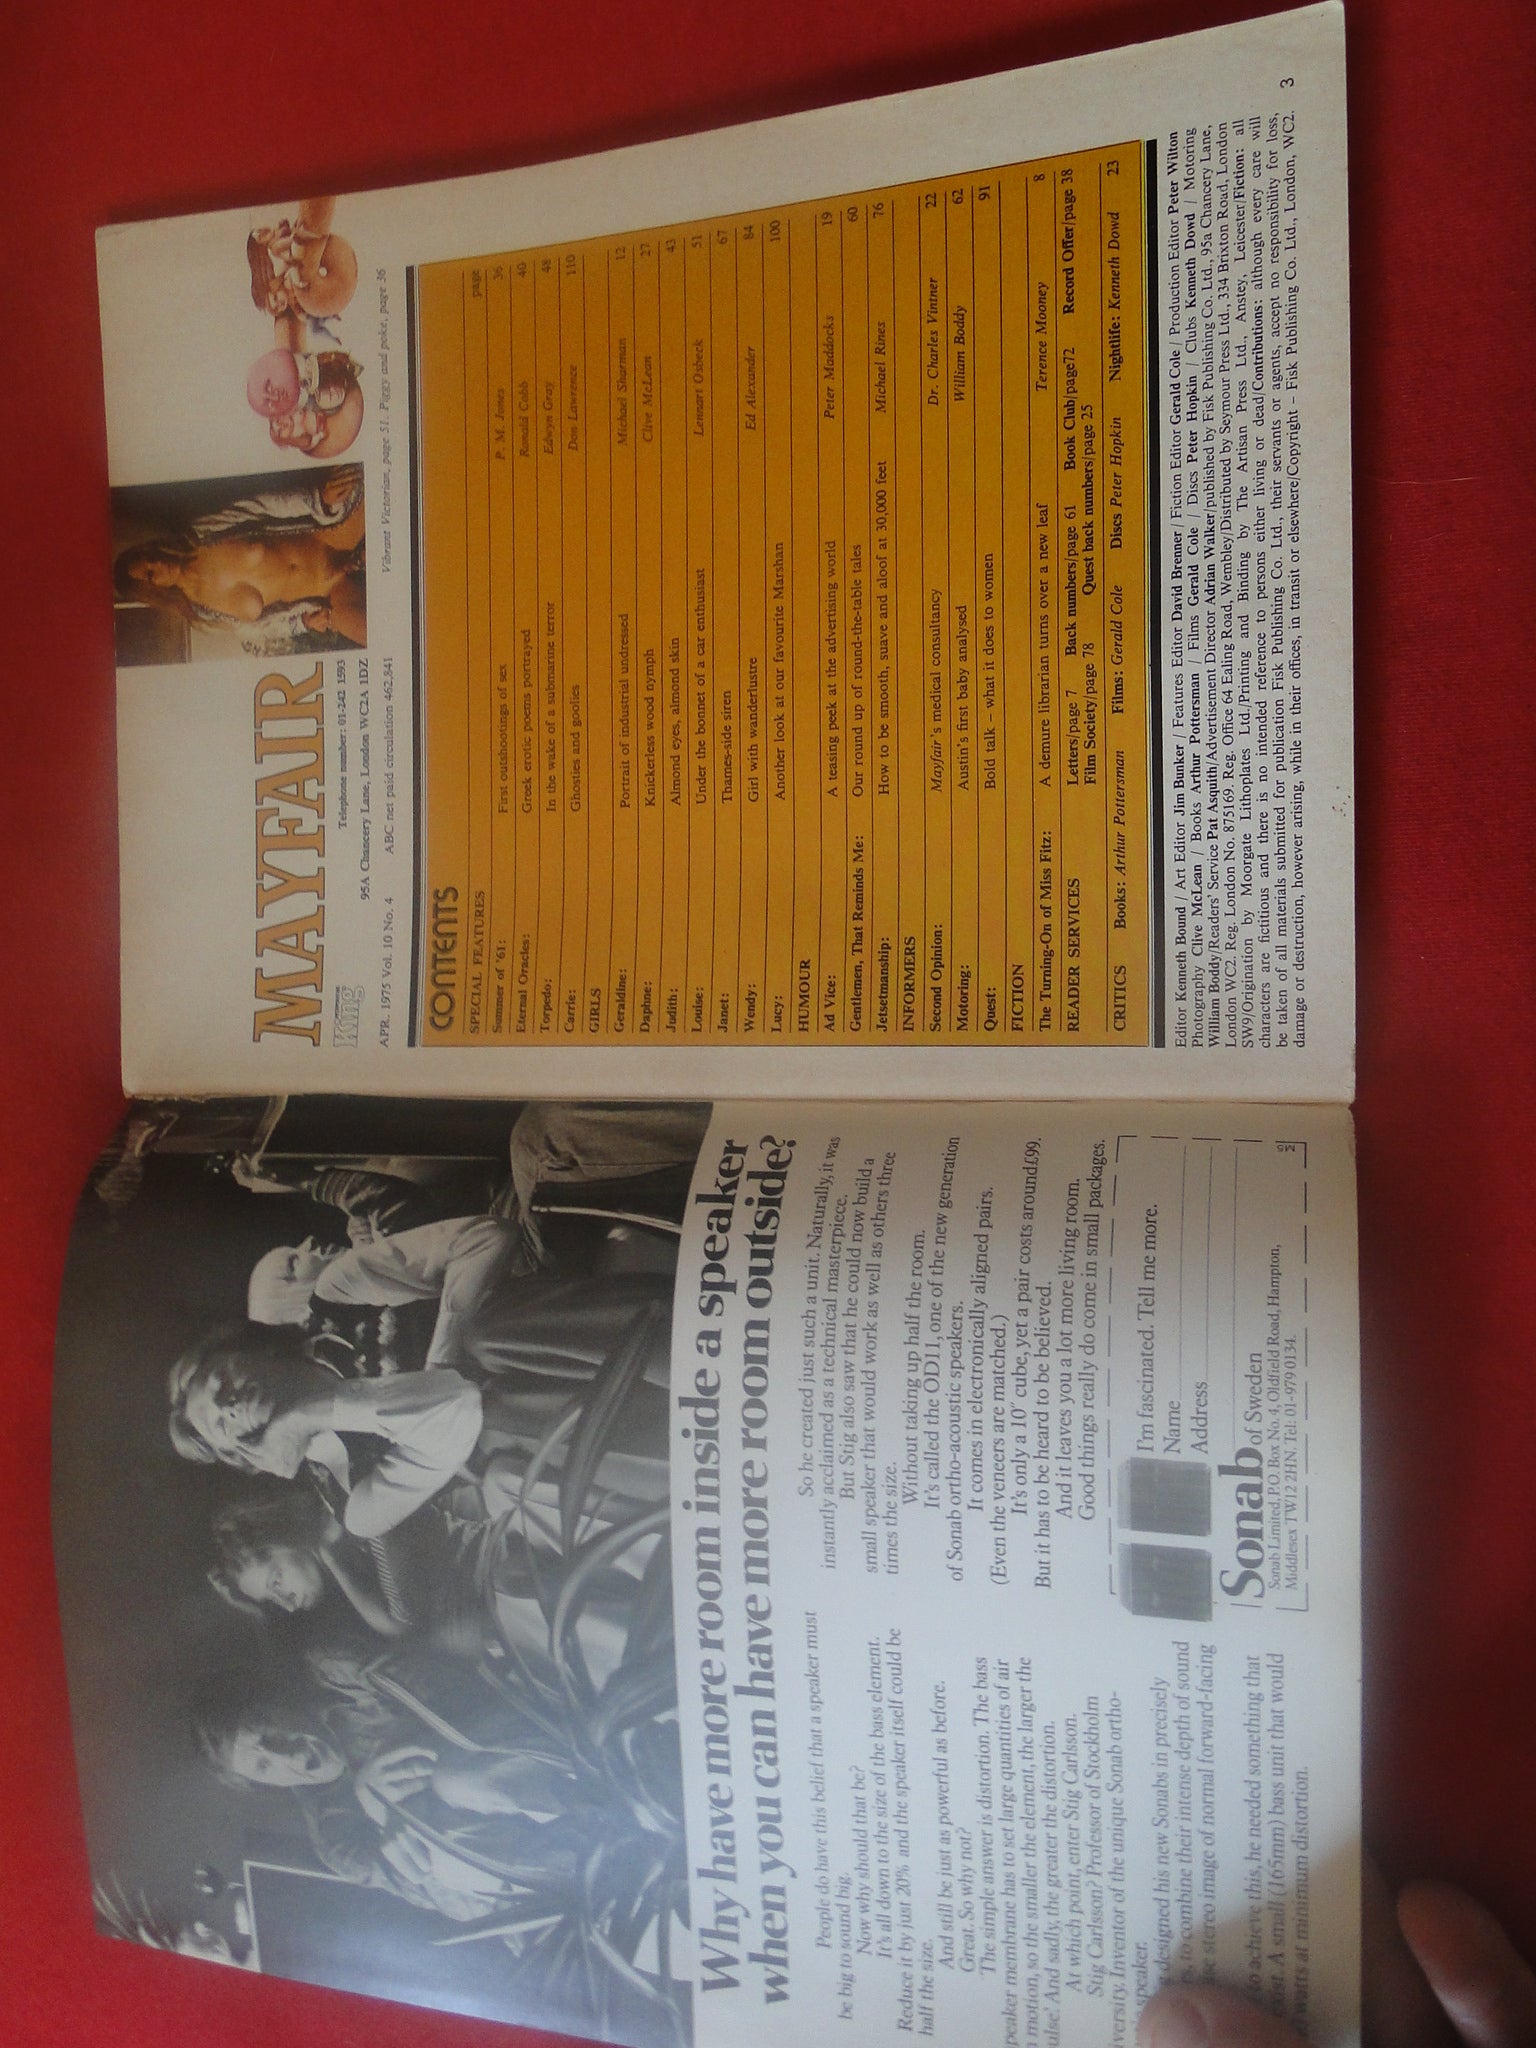 Why have more room inside a speaker
when you can have more room outside?
People do have this belief that a speaker must
be big to sound big.
Now why should that be?
It's all down to the size of the bass element.
Reduce it by just 20% and the speaker itself could be
half the size.
And still be just as powerful as before.
Great. So why not?
The simple answer is distortion. The bass
speaker membrane has to set large quantities of air
motion, so the smaller the element, the larger the
And sadly, the greater the distortion.
At which point, enter Stig Carlsson.
Stig Carlsson? Professor of Stockholm
Inventor of the unique Sonab ortho-
speaker.
designed his new Sonabs in precisely
to combine their intense depth of sound
stereo image of normal forward-facing
to achieve this, he needed something that
A small (165mm) bass unit that would
at minimum distortion.
So he created just such a unit. Naturally, it was
instantly acclaimed as a technical masterpiece.
But Stig also saw that he could now build a
small speaker that would work as well as others three
times the size.
Without taking up half the room.
It's called the OD11, one of the new generation
of Sonab ortho-acoustic speakers.
It comes in electronically aligned pairs.
(Even the veneers are matched.)
It's only a 10" cube, yet a pair costs around £99.
But it has to be heard to be believed.
And it leaves you a lot more living room.
Good things really do come in small packages.
I'm fascinated. Tell me more.
Name
Address
Sonab of Sweden
Sonab Limited, P.O. Box No. 4, Oldfield Road, Hampton,
Middlesex TW12 2HN. Tel: 01-979 0134.
MAYFAIR
King
Telephone number: 01-242 1593
95A Chancery Lane, London WC2A 1DZ
APR. 1975 Vol. 10 No. 4 ABC net paid circulation 462,841
Vibrant Victorian, page 51. Piggy and poke, page 36
CONTENTS
SPECIAL FEATURES page
Summer of '61: First outshootings of sex P. M. Jones 36
Eternal Oracles: Greek erotic poems portrayed Ronald Cobb 40
Torpedo: In the wake of a submarine terror Edwyn Gray 48
Carrie: Ghosties and goolies Don Lawrence 110
GIRLS
Geraldine: Portrait of industrial undressed Michael Sharman 12
Daphne: Knickerless wood nymph Clive McLean 27
Judith: Almond eyes, almond skin 43
Louise: Under the bonnet of a car enthusiast Lennart Osbeck 51
Janet: Thames-side siren 67
Wendy: Girl with wanderlustre Ed Alexander 84
Lucy: Another look at our favourite Marshan 100
HUMOUR
Ad Vice: A teasing peek at the advertising world Peter Maddocks 19
Gentlemen, That Reminds Me: Our round up of round-the-table tales 60
Jetsetmanship: How to be smooth, suave and aloof at 30,000 feet Michael Rines 76
INFORMERS
Second Opinion: Mayfair's medical consultancy Dr. Charles Vintner 22
Motoring: Austin's first baby analysed William Boddy 62
Quest: Bold talk – what it does to women 91
FICTION
The Turning-On of Miss Fitz: A demure librarian turns over a new leaf Terence Mooney 8
READER SERVICES Letters/page 7 Back numbers/page 61 Book Club/page72 Record Offer/page 38
Film Society/page 78 Quest back numbers/page 25
CRITICS Books: Arthur Pottersman Films: Gerald Cole Discs Peter Hopkin Nightlife: Kenneth Dowd 23
Editor Kenneth Bound / Art Editor Jim Bunker / Features Editor David Brenner / Fiction Editor Gerald Cole / Production Editor Peter Wilton
Photography Clive McLean / Books Arthur Pottersman / Films Gerald Cole / Discs Peter Hopkin / Clubs Kenneth Dowd / Motoring
William Boddy/Readers' Service Pat Asquith/Advertisement Director Adrian Walker/published by Fisk Publishing Co. Ltd., 95a Chancery Lane,
London WC2. Reg. London No. 875169. Reg. Office 64 Ealing Road, Wembley/Distributed by Seymour Press Ltd., 334 Brixton Road, London
SW9/Origination by Moorgate Lithoplates Ltd./Printing and Binding by The Artisan Press Ltd., Anstey, Leicester/Fiction: all
characters are fictitious and there is no intended reference to persons either living or dead/Contributions: although every care will
be taken of all materials submitted for publication Fisk Publishing Co. Ltd., their servants or agents, accept no responsibility for loss,
damage or destruction, however arising, while in their offices, in transit or elsewhere/Copyright – Fisk Publishing Co. Ltd., London, WC2.
3